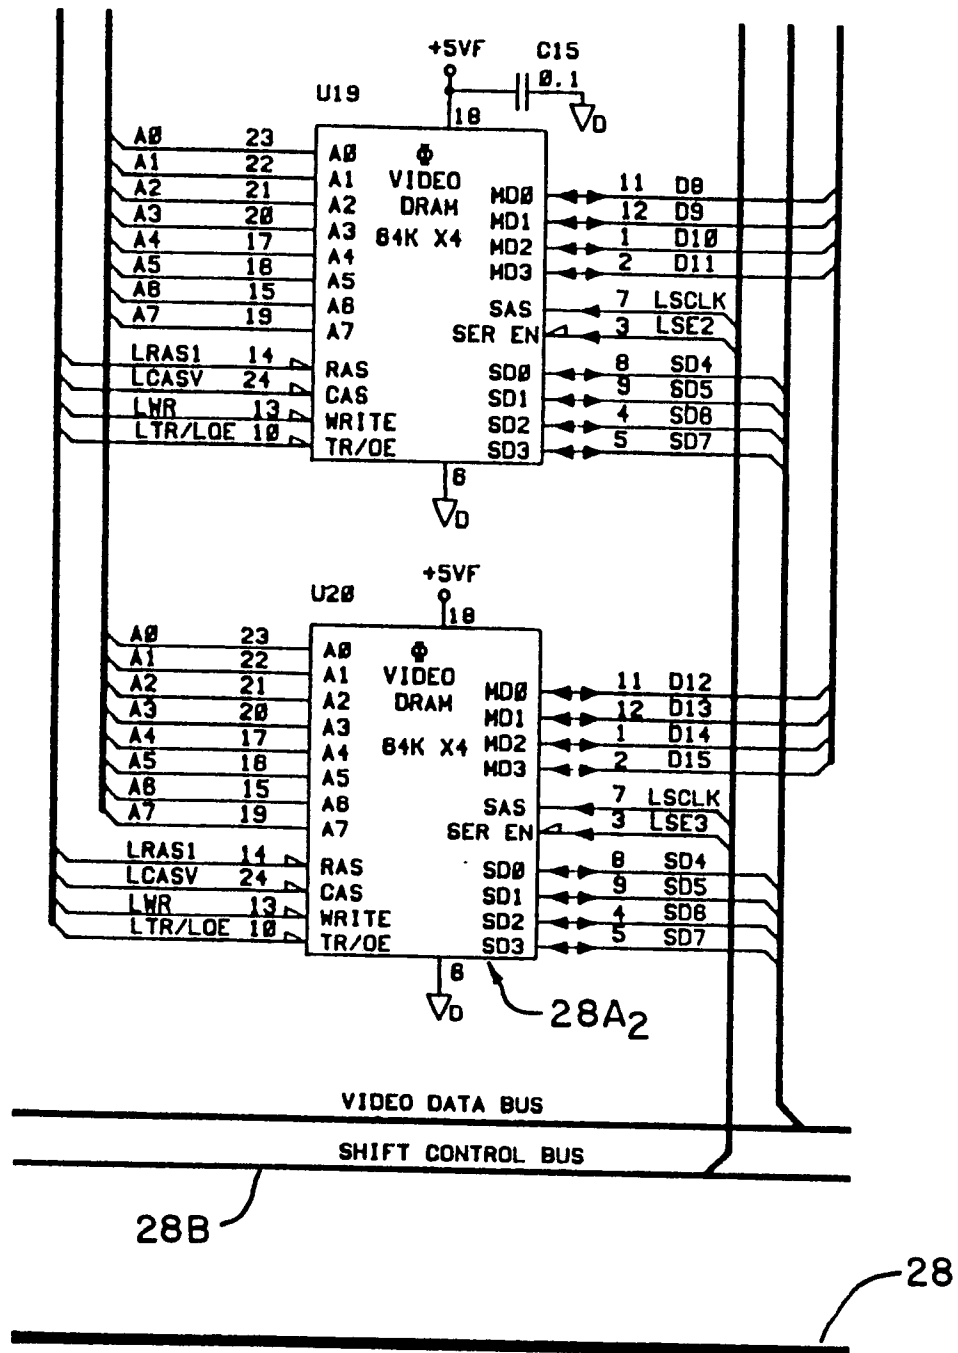 +5VF C15
0.1
U19
18
D
A0 23 A0 Φ
A1 22 A1 VIDEO MD0 11 D8
A2 21 A2 DRAM MD1 12 D9
A3 20 A3 64K X4 MD2 1 D10
A4 17 A4 MD3 2 D11
A5 18 A5
A6 15 A6 SAS 7 LSCLK
A7 19 A7 SER EN 3 LSE2
LRAS1 14 RAS SD0 8 SD4
LCASV 24 CAS SD1 9 SD5
LWR 13 WRITE SD2 4 SD6
LTR/LOE 10 TR/OE SD3 5 SD7
6
D
+5VF
U20
18
A0 23 A0 Φ
A1 22 A1 VIDEO MD0 11 D12
A2 21 A2 DRAM MD1 12 D13
A3 20 A3 64K X4 MD2 1 D14
A4 17 A4 MD3 2 D15
A5 18 A5
A6 15 A6 SAS 7 LSCLK
A7 19 A7 SER EN 3 LSE3
LRAS1 14 RAS SD0 8 SD4
LCASV 24 CAS SD1 9 SD5
LWR 13 WRITE SD2 4 SD6
LTR/LOE 10 TR/OE SD3 5 SD7
6
D
28A2
VIDEO DATA BUS
SHIFT CONTROL BUS
28B
28